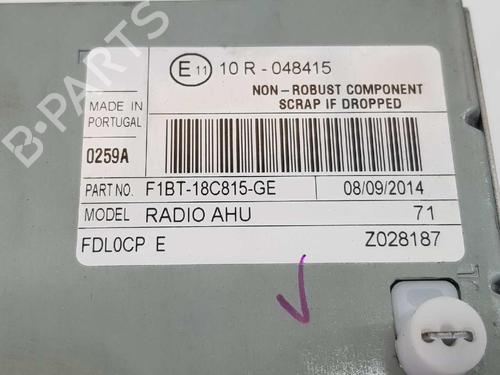 E 11 10 R - 048415
NON - ROBUST COMPONENT
SCRAP IF DROPPED
MADE IN
PORTUGAL
0259A
PART NO. F1BT-18C815-GE 08/09/2014
MODEL RADIO AHU 71
FDL0CP E Z028187
B-PARTS